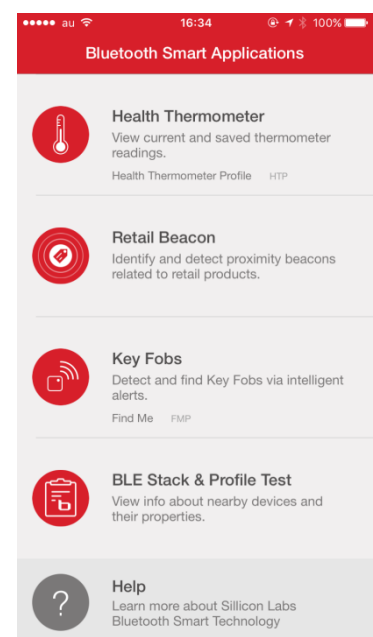 au 16:34 100%
Bluetooth Smart Applications
Health Thermometer
View current and saved thermometer
readings.
Health Thermometer Profile HTP
Retail Beacon
Identify and detect proximity beacons
related to retail products.
Key Fobs
Detect and find Key Fobs via intelligent
alerts.
Find Me FMP
BLE Stack & Profile Test
View info about nearby devices and
their properties.
?
Help
Learn more about Sillicon Labs
Bluetooth Smart Technology